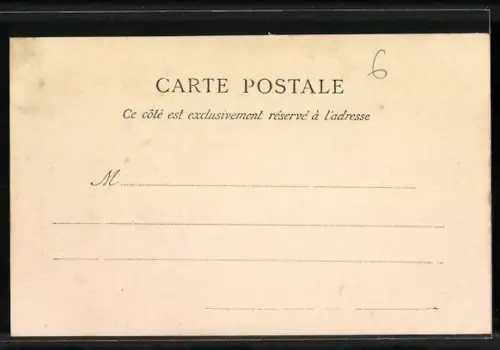 6
CARTE POSTALE
Ce côté est exclusivement réservé à l'adresse
M